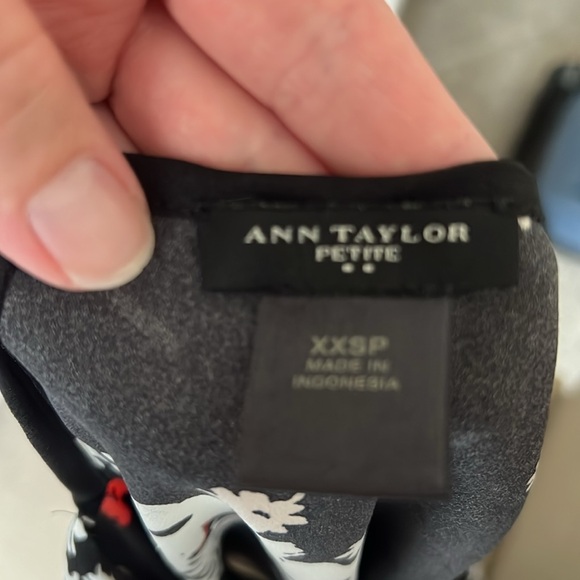 ANN TAYLOR
PETITE
XXSP
MADE IN
INDONESIA